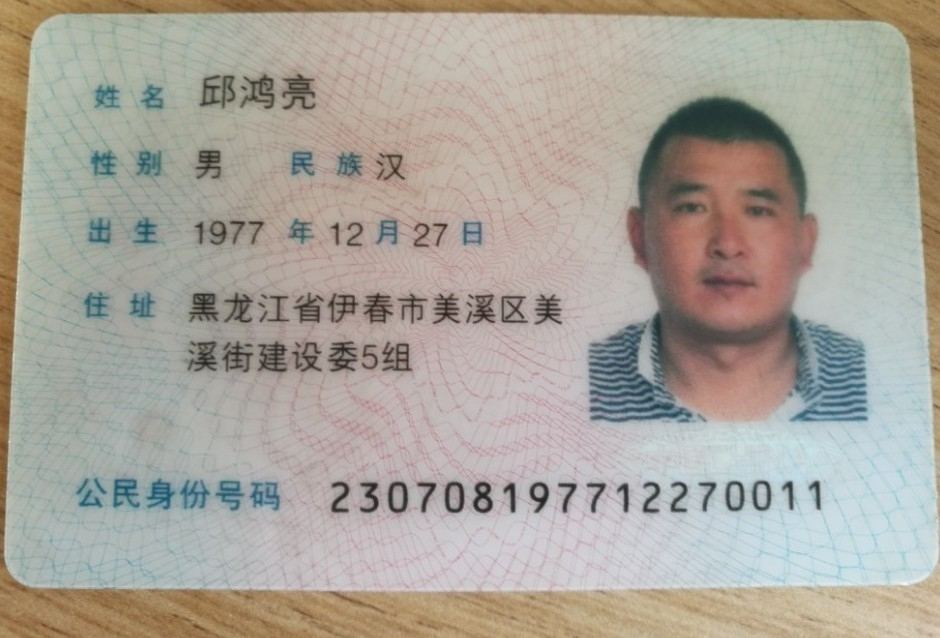 姓名 邱鸿亮
性别 男 民族 汉
出生 1977 年 12 月 27 日
住址 黑龙江省伊春市美溪区美
溪街建设委5组
公民身份号码 230708197712270011